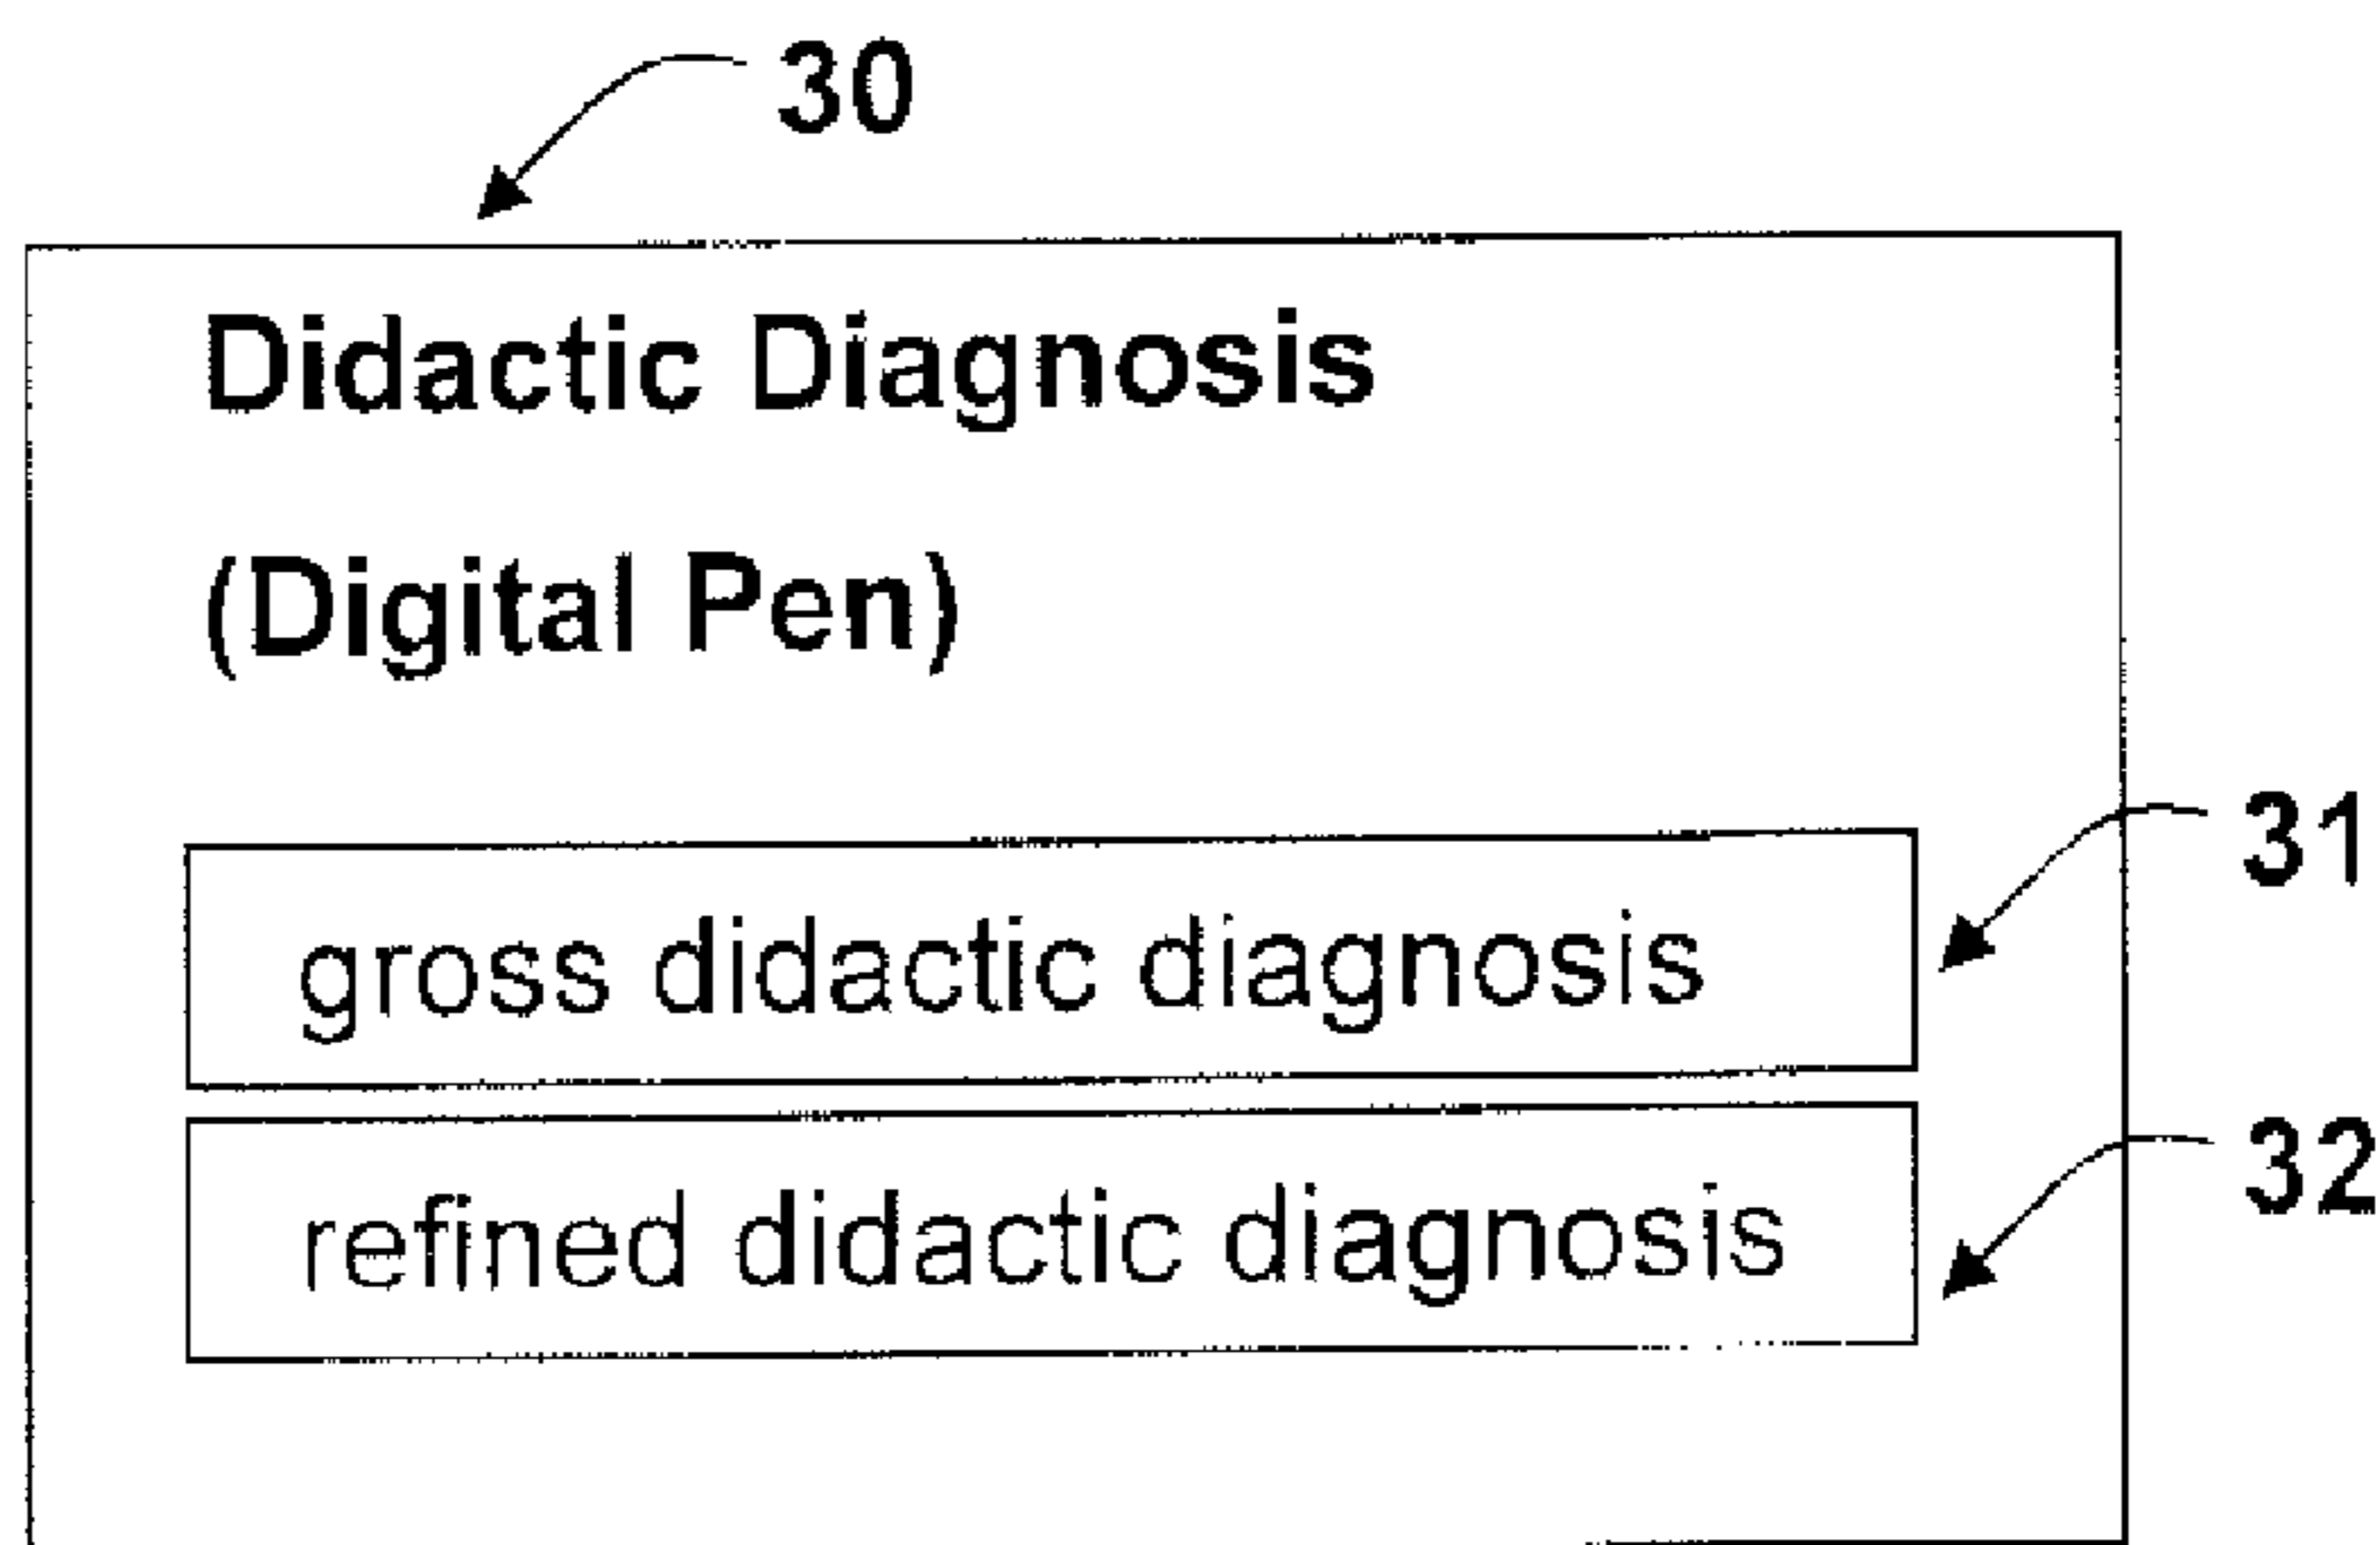 30
Didactic Diagnosis
(Digital Pen)
31
gross didactic diagnosis
32
refined didactic diagnosis